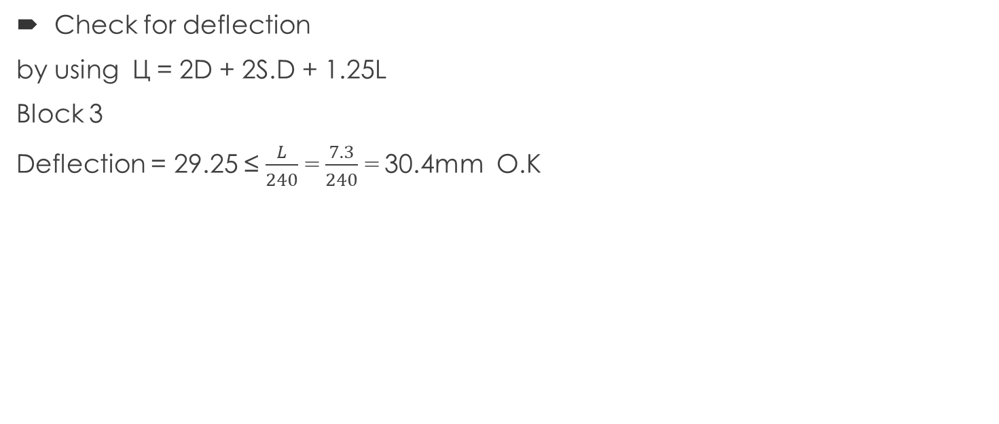 Check for deflection
by using Ц = 2D + 2S.D + 1.25L
Block 3
Deflection = 29.25 ≤ L/240 = 7.3/240 = 30.4mm O.K